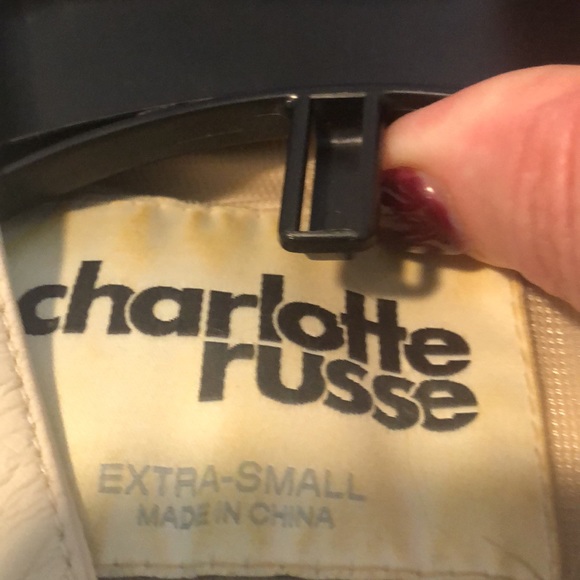 charlotte
russe
EXTRA-SMALL
MADE IN CHINA